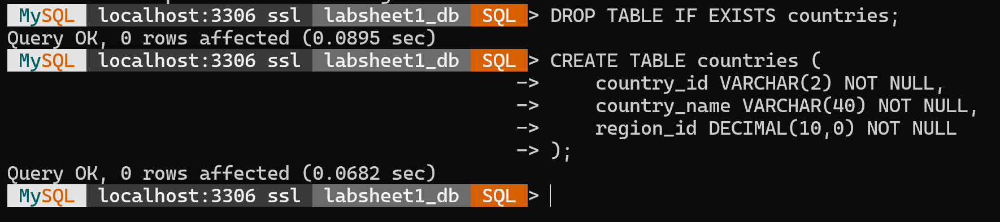 MySQL localhost:3306 ssl labsheet1_db SQL > DROP TABLE IF EXISTS countries;
Query OK, 0 rows affected (0.0895 sec)
MySQL localhost:3306 ssl labsheet1_db SQL > CREATE TABLE countries (
-> country_id VARCHAR(2) NOT NULL,
-> country_name VARCHAR(40) NOT NULL,
-> region_id DECIMAL(10,0) NOT NULL
-> );
Query OK, 0 rows affected (0.0682 sec)
MySQL localhost:3306 ssl labsheet1_db SQL >